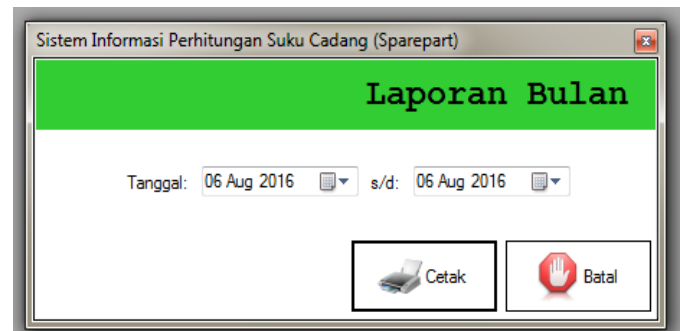 Sistem Informasi Perhitungan Suku Cadang (Sparepart)
Laporan Bulan
Tanggal: 06 Aug 2016 s/d: 06 Aug 2016
Cetak Batal